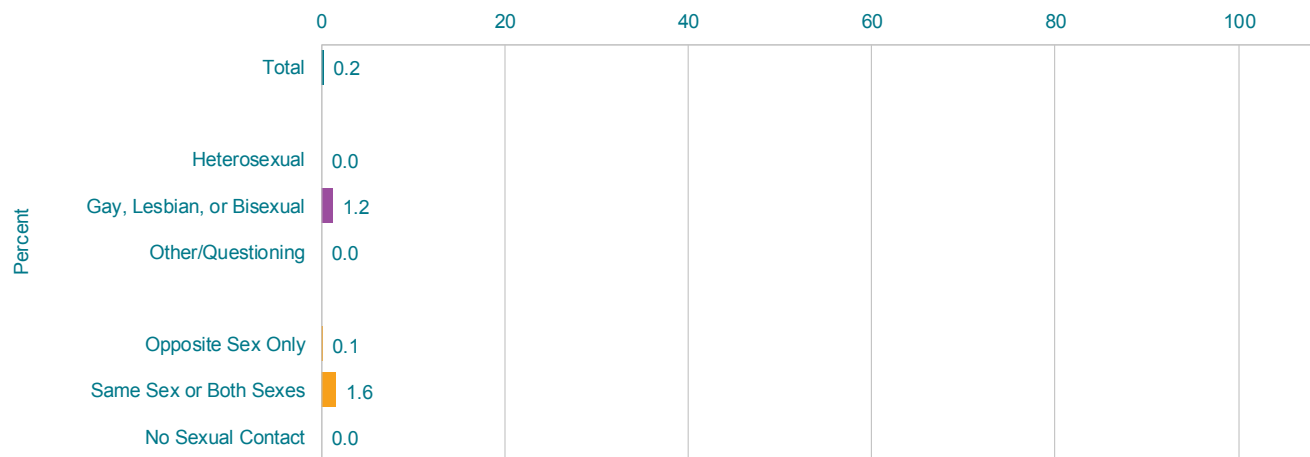 0 20 40 60 80 100
Total 0.2
Heterosexual 0.0
Gay, Lesbian, or Bisexual 1.2
Other/Questioning 0.0
Opposite Sex Only 0.1
Same Sex or Both Sexes 1.6
No Sexual Contact 0.0
Percent